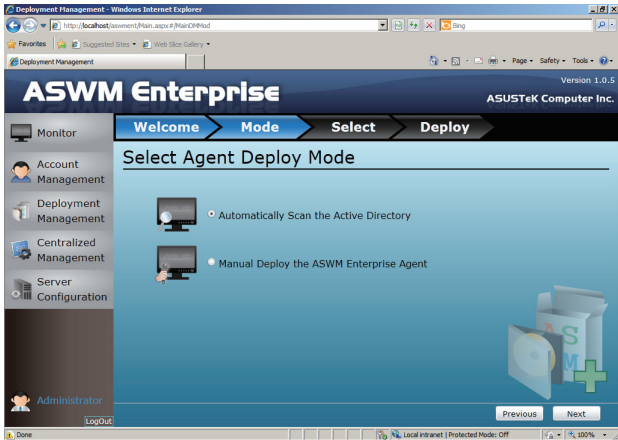 Deployment Management - Windows Internet Explorer
http://localhost/aswment/Main.aspx#/MainDMMod
Bing
Favorites
Suggested Sites
Web Slice Gallery
Deployment Management
Page
Safety
Tools
Version 1.0.5
ASWM Enterprise
ASUSTeK Computer Inc.
Welcome
Mode
Select
Deploy
Monitor
Account Management
Deployment Management
Centralized Management
Server Configuration
Select Agent Deploy Mode
Automatically Scan the Active Directory
Manual Deploy the ASWM Enterprise Agent
Administrator
LogOut
Previous
Next
Done
Local intranet | Protected Mode: Off
100%